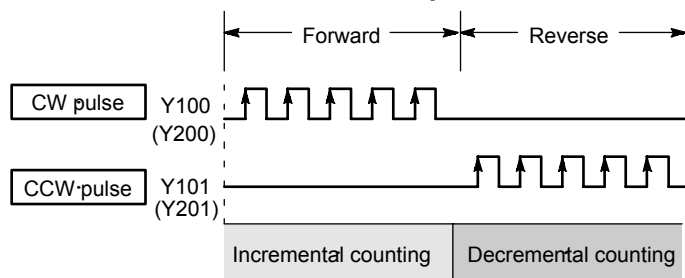 Forward Reverse
CW pulse Y100
(Y200)
CCW pulse Y101
(Y201)
Incremental counting Decremental counting